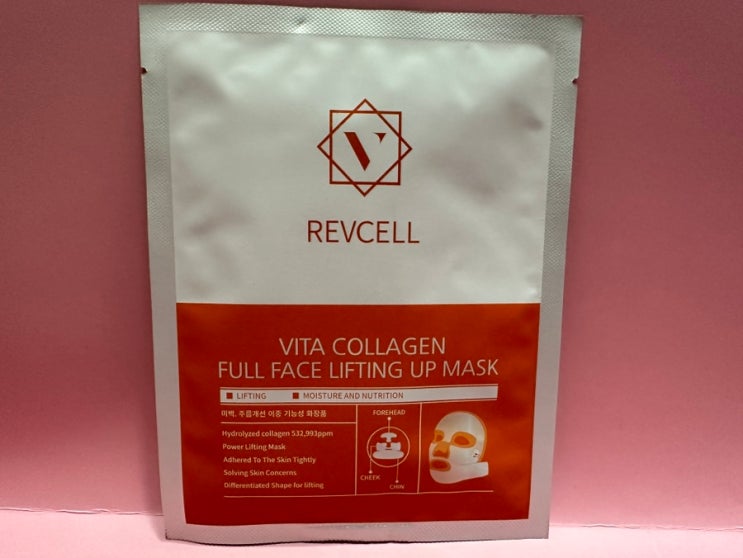 V
REVCELL
VITA COLLAGEN
FULL FACE LIFTING UP MASK
LIFTING
MOISTURE AND NUTRITION
미백, 주름개선 이중 기능성 화장품
Hydrolyzed collagen 532,993ppm
Power Lifting Mask
Adhered To The Skin Tightly
Solving Skin Concerns
Differentiated Shape for lifting
FOREHEAD
CHEEK
CHIN